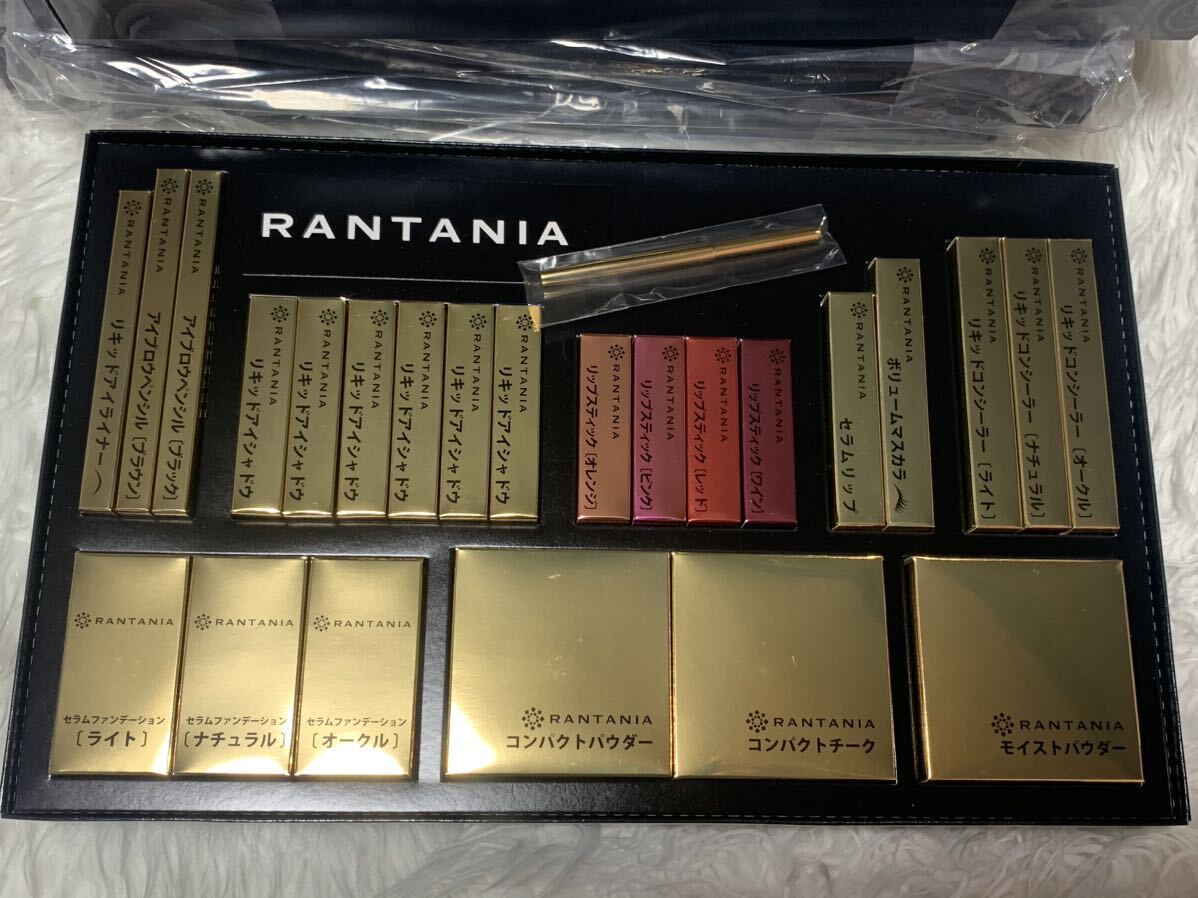 RANTANIA
RANTANIA リキッドアイライナー
RANTANIA アイブロウペンシル〔ブラウン〕
RANTANIA アイブロウペンシル〔ブラック〕
RANTANIA リキッドアイシャドウ
RANTANIA リキッドアイシャドウ
RANTANIA リキッドアイシャドウ
RANTANIA リキッドアイシャドウ
RANTANIA リキッドアイシャドウ
RANTANIA リキッドアイシャドウ
RANTANIA リップスティック〔オレンジ〕
RANTANIA リップスティック〔ピンク〕
RANTANIA リップスティック〔レッド〕
RANTANIA リップスティック〔ワイン〕
RANTANIA セラムリップ
RANTANIA ボリュームマスカラ
RANTANIA リキッドコンシーラー〔ライト〕
RANTANIA リキッドコンシーラー〔ナチュラル〕
RANTANIA リキッドコンシーラー〔オークル〕
RANTANIA
セラムファンデーション
〔ライト〕
RANTANIA
セラムファンデーション
〔ナチュラル〕
RANTANIA
セラムファンデーション
〔オークル〕
RANTANIA
コンパクトパウダー
RANTANIA
コンパクトチーク
RANTANIA
モイストパウダー